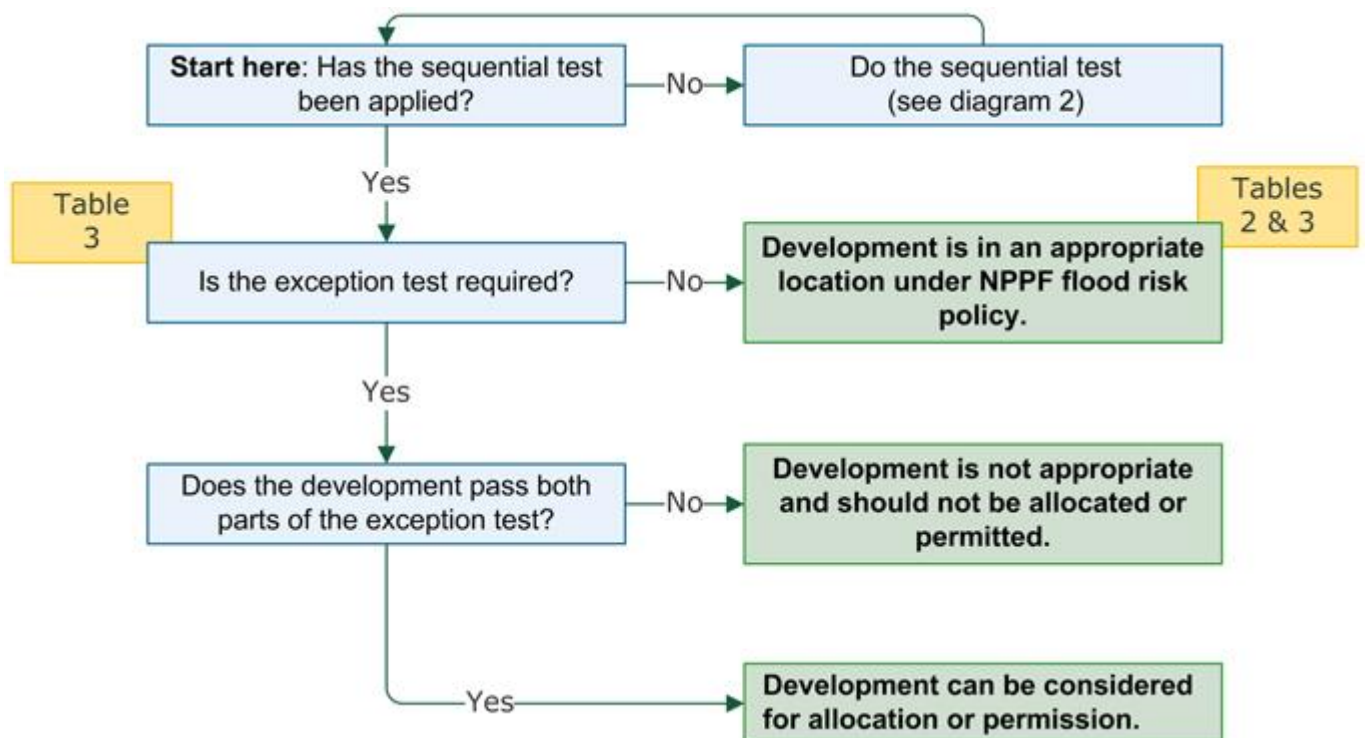 Start here: Has the sequential test
been applied?
No
Do the sequential test
(see diagram 2)
Yes
Table
3
Tables
2 & 3
Is the exception test required?
No
Development is in an appropriate
location under NPPF flood risk
policy.
Yes
Does the development pass both
parts of the exception test?
No
Development is not appropriate
and should not be allocated or
permitted.
Yes
Development can be considered
for allocation or permission.